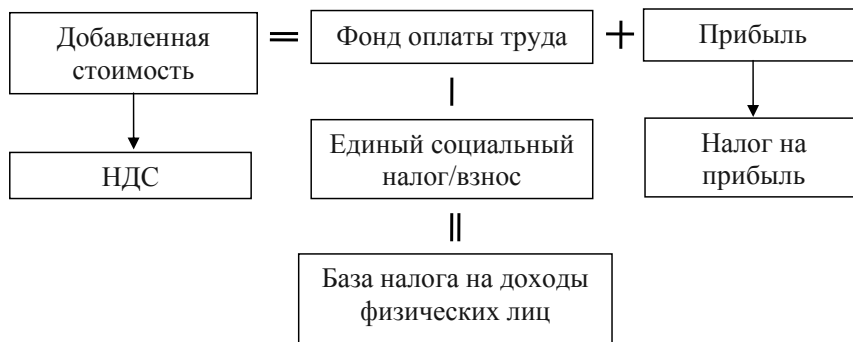 Добавленная
стоимость
=
Фонд оплаты труда
+
Прибыль
НДС
Единый социальный
налог/взнос
Налог на
прибыль
База налога на доходы
физических лиц